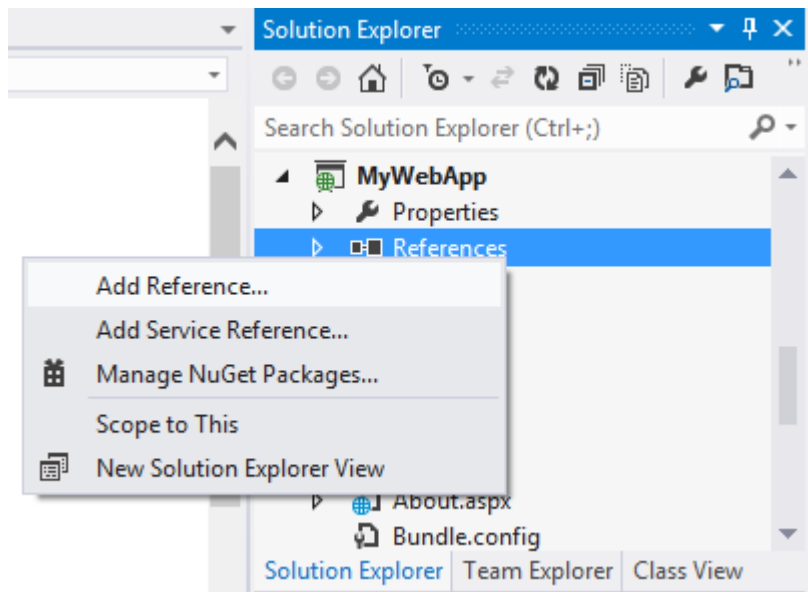 Solution Explorer
Search Solution Explorer (Ctrl+;)
MyWebApp
Properties
References
Add Reference...
Add Service Reference...
Manage NuGet Packages...
Scope to This
New Solution Explorer View
About.aspx
Bundle.config
Solution Explorer Team Explorer Class View